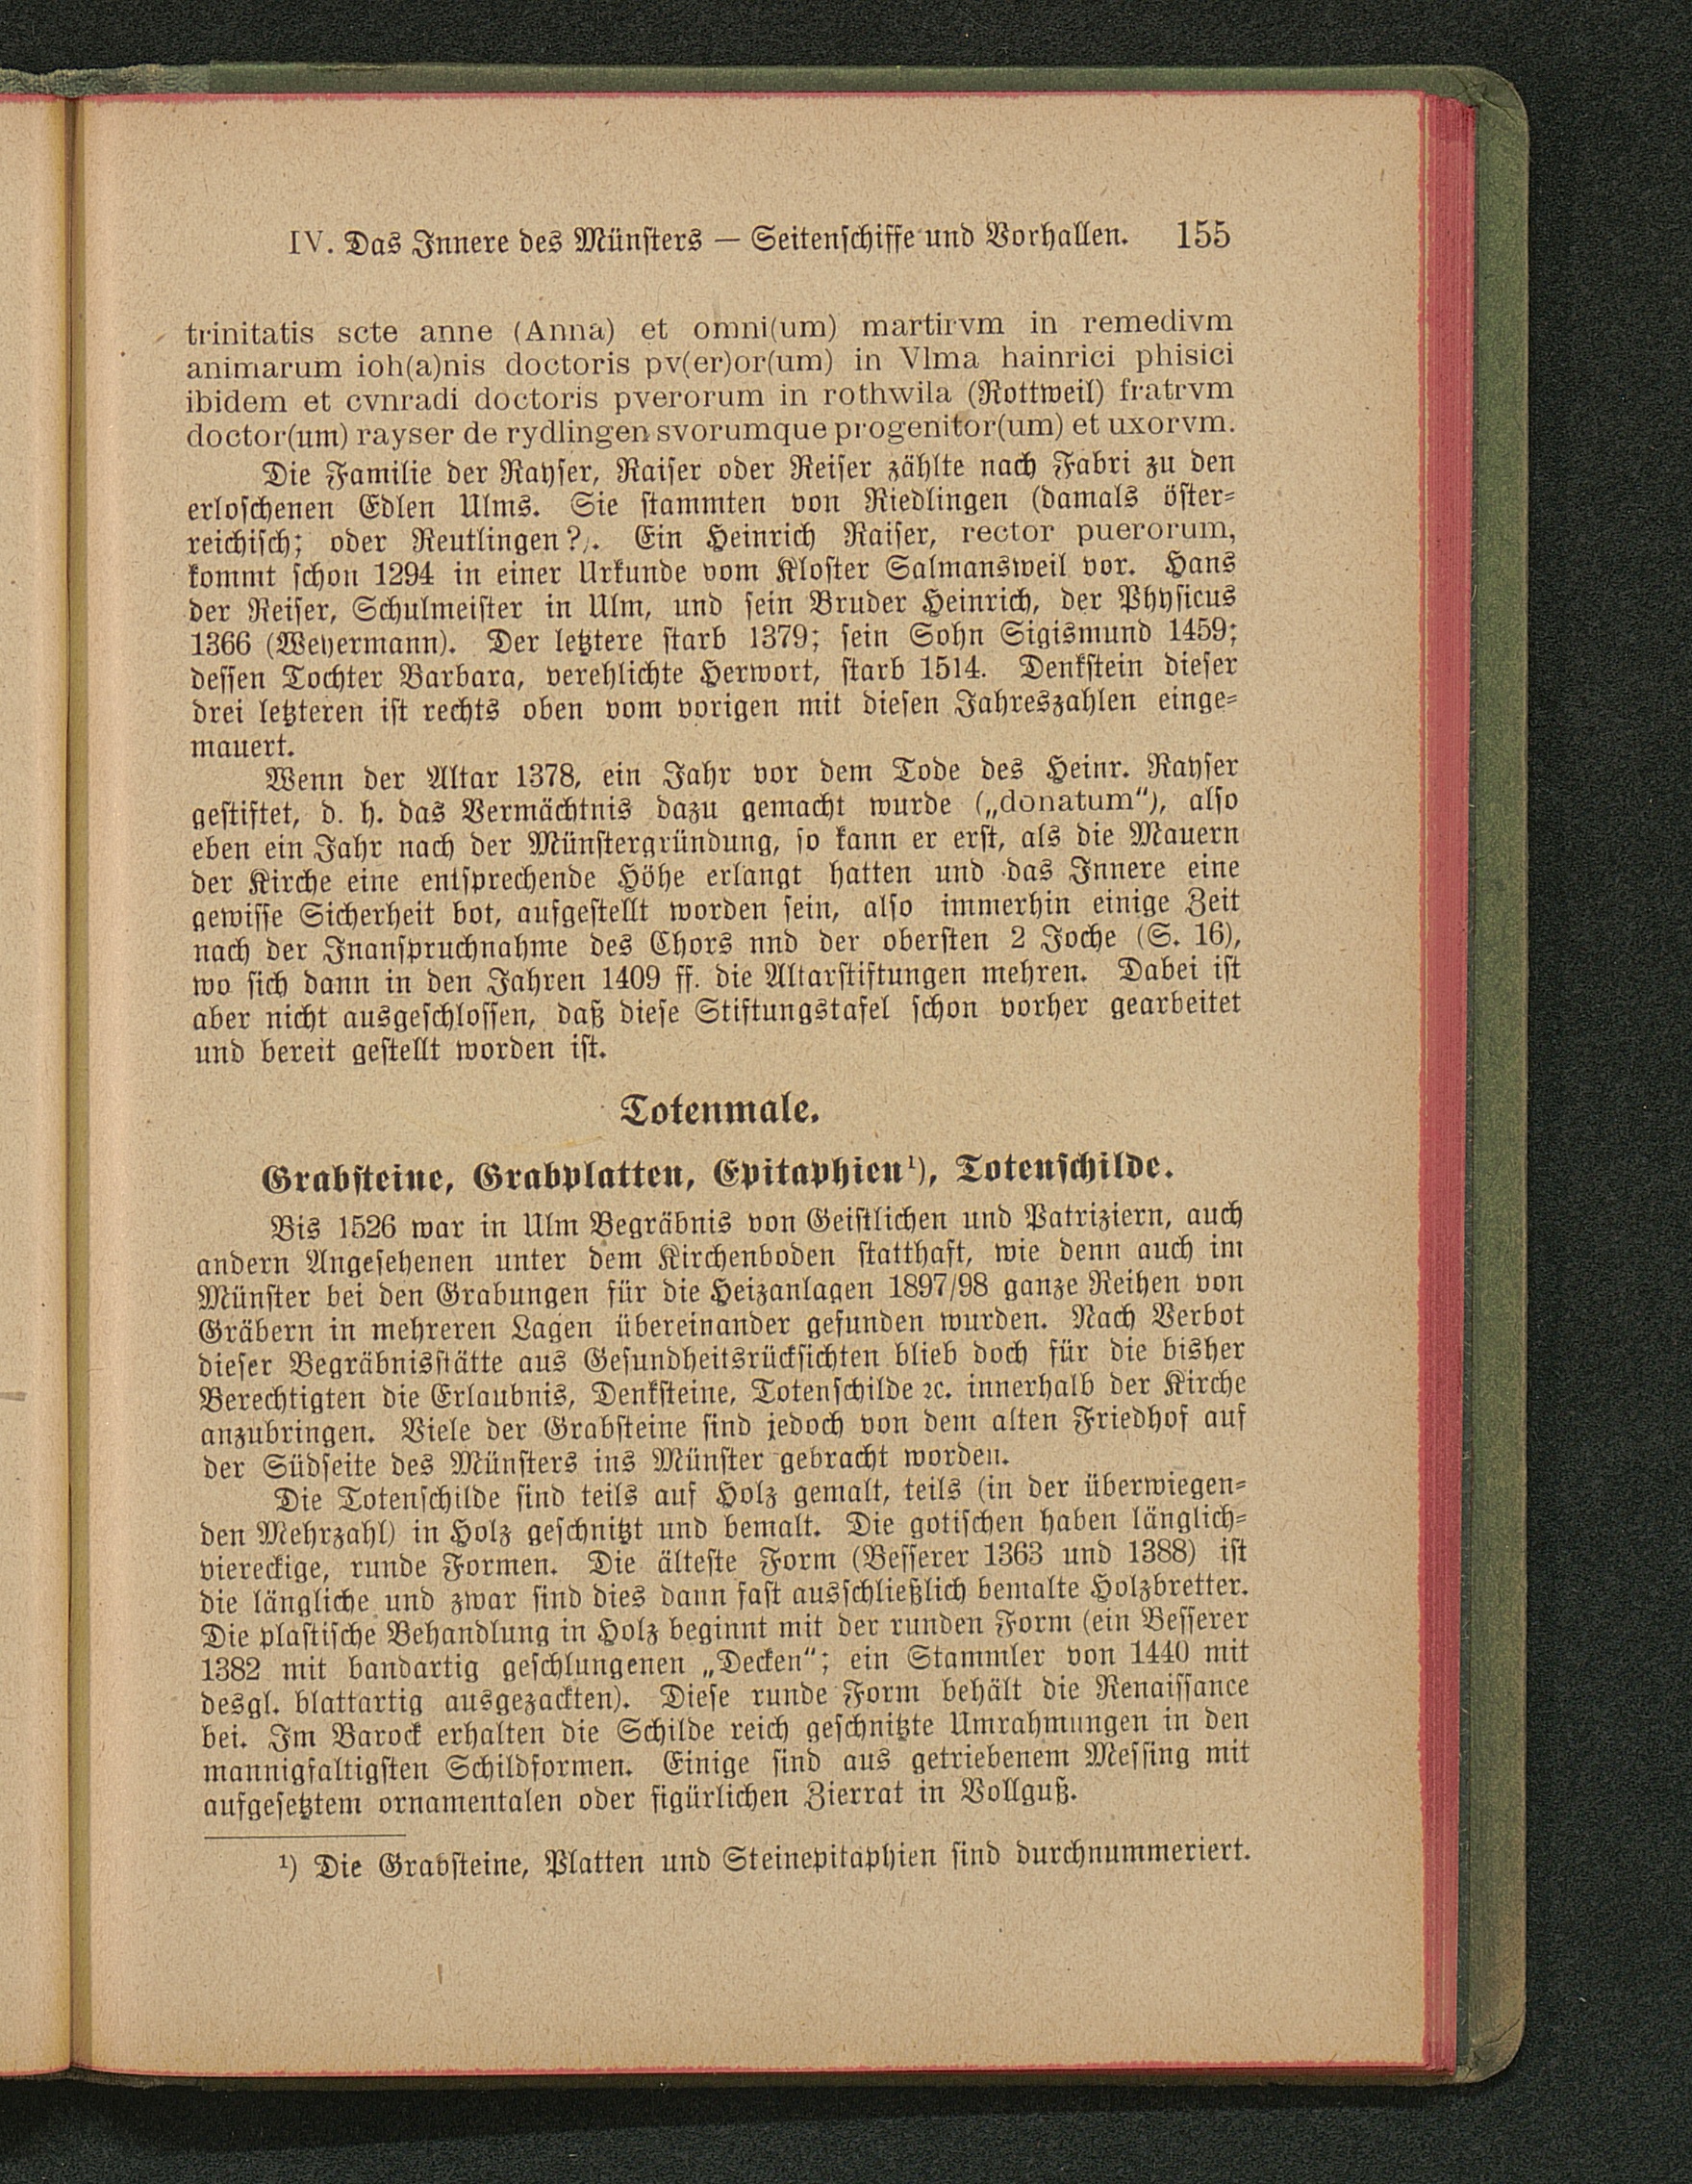 IV. Das Innere des Münsters — Seitenschiffe und Vorhallen. 155
trinitatis scte anne (Anna) et omni(um) martirvm in remedivm
animarum ioh(a)nis doctoris pv(er)or(um) in Vlma hainrici phisici
ibidem et cvnradi doctoris pverorum in rothwila (Rottweil) fratrvm
doctor(um) rayser de rydlingen svorumque progenitor(um) et uxorvm.
Die Familie der Rayser, Raiser oder Reiser zählte nach Fabri zu den
erloschenen Edlen Ulms. Sie stammten von Riedlingen (damals öster-
reichisch; oder Reutlingen?). Ein Heinrich Raiser, rector puerorum,
kommt schon 1294 in einer Urkunde vom Kloster Salmansweil vor. Hans
der Reiser, Schulmeister in Ulm, und sein Bruder Heinrich, der Physicus
1366 (Weyermann). Der letztere starb 1379; sein Sohn Sigismund 1459;
dessen Tochter Barbara, verehlichte Herwort, starb 1514. Denkstein dieser
drei letzteren ist rechts oben vom vorigen mit diesen Jahreszahlen einge-
mauert.
Wenn der Altar 1378, ein Jahr vor dem Tode des Heinr. Rayser
gestiftet, d. h. das Vermächtnis dazu gemacht wurde („donatum“), also
eben ein Jahr nach der Münstergründung, so kann er erst, als die Mauern
der Kirche eine entsprechende Höhe erlangt hatten und das Innere eine
gewisse Sicherheit bot, aufgestellt worden sein, also immerhin einige Zeit
nach der Inanspruchnahme des Chors nnd der obersten 2 Joche (S. 16),
wo sich dann in den Jahren 1409 ff. die Altarstiftungen mehren. Dabei ist
aber nicht ausgeschlossen, daß diese Stiftungstafel schon vorher gearbeitet
und bereit gestellt worden ist.
Totenmale.
Grabsteine, Grabplatten, Epitaphien¹), Totenschilde.
Bis 1526 war in Ulm Begräbnis von Geistlichen und Patriziern, auch
andern Angesehenen unter dem Kirchenboden statthaft, wie denn auch im
Münster bei den Grabungen für die Heizanlagen 1897/98 ganze Reihen von
Gräbern in mehreren Lagen übereinander gefunden wurden. Nach Verbot
dieser Begräbnisstätte aus Gesundheitsrücksichten blieb doch für die bisher
Berechtigten die Erlaubnis, Denksteine, Totenschilde ꝛc. innerhalb der Kirche
anzubringen. Viele der Grabsteine sind jedoch von dem alten Friedhof auf
der Südseite des Münsters ins Münster gebracht worden.
Die Totenschilde sind teils auf Holz gemalt, teils (in der überwiegen-
den Mehrzahl) in Holz geschnitzt und bemalt. Die gotischen haben länglich-
viereckige, runde Formen. Die älteste Form (Besserer 1363 und 1388) ist
die längliche und zwar sind dies dann fast ausschließlich bemalte Holzbretter.
Die plastische Behandlung in Holz beginnt mit der runden Form (ein Besserer
1382 mit bandartig geschlungenen „Decken“; ein Stammler von 1440 mit
desgl. blattartig ausgezackten). Diese runde Form behält die Renaissance
bei. Im Barock erhalten die Schilde reich geschnitzte Umrahmungen in den
mannigfaltigsten Schildformen. Einige sind aus getriebenem Messing mit
aufgesetztem ornamentalen oder figürlichen Zierrat in Vollguß.
¹) Die Grabsteine, Platten und Steinepitaphien sind durchnummeriert.